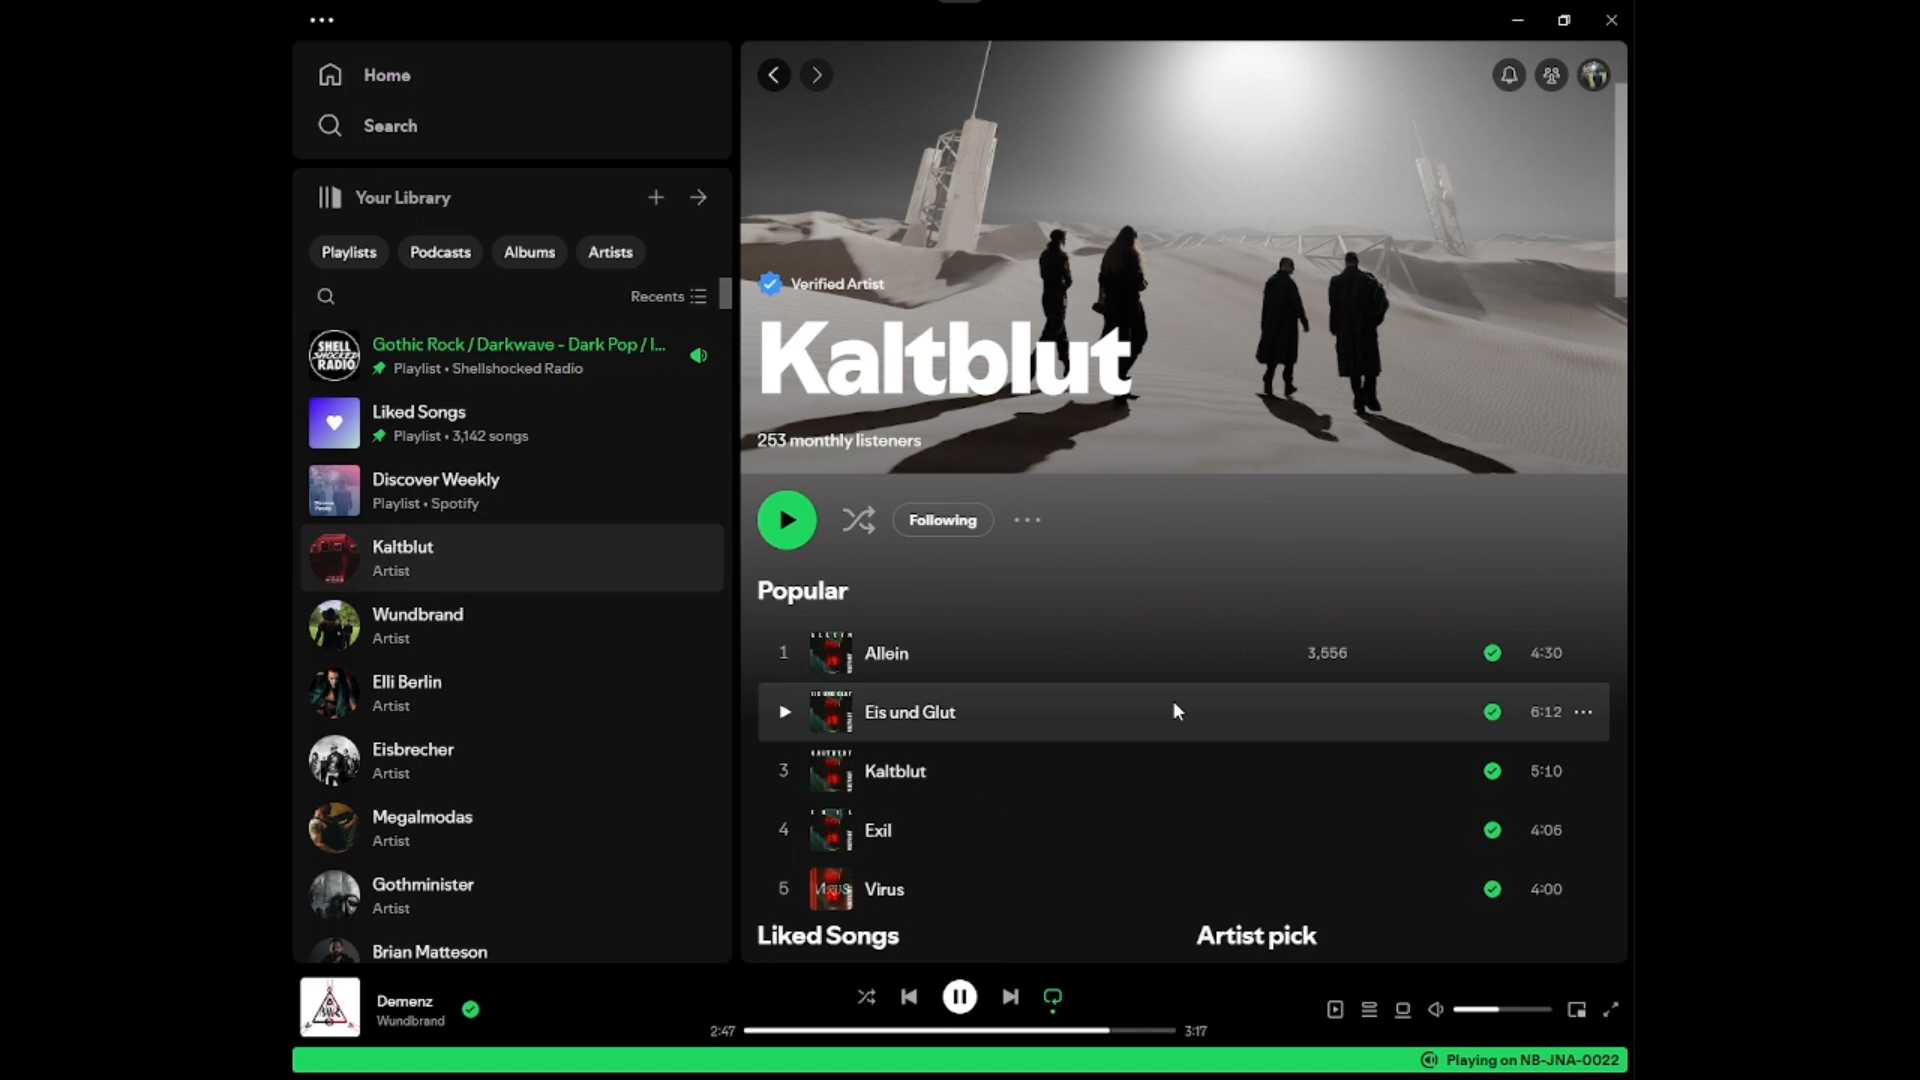 Home
Search
Your Library
Playlists
Podcasts
Albums
Artists
Recents
SHELL
SHOCKED
RADIO
Gothic Rock / Darkwave - Dark Pop / I...
Playlist • Shellshocked Radio
Liked Songs
Playlist • 3,142 songs
Discover Weekly
Playlist • Spotify
Kaltblut
Artist
Wundbrand
Artist
Elli Berlin
Artist
Eisbrecher
Artist
Megalmodas
Artist
Gothminister
Artist
Brian Matteson
Verified Artist
Kaltblut
253 monthly listeners
Following
Popular
1 Allein 3,556 4:30
Eis und Glut 6:12
3 Kaltblut 5:10
4 Exil 4:06
5 Virus 4:00
Liked Songs
Artist pick
Demenz
Wundbrand
2:47
3:17
Playing on NB-JNA-0022